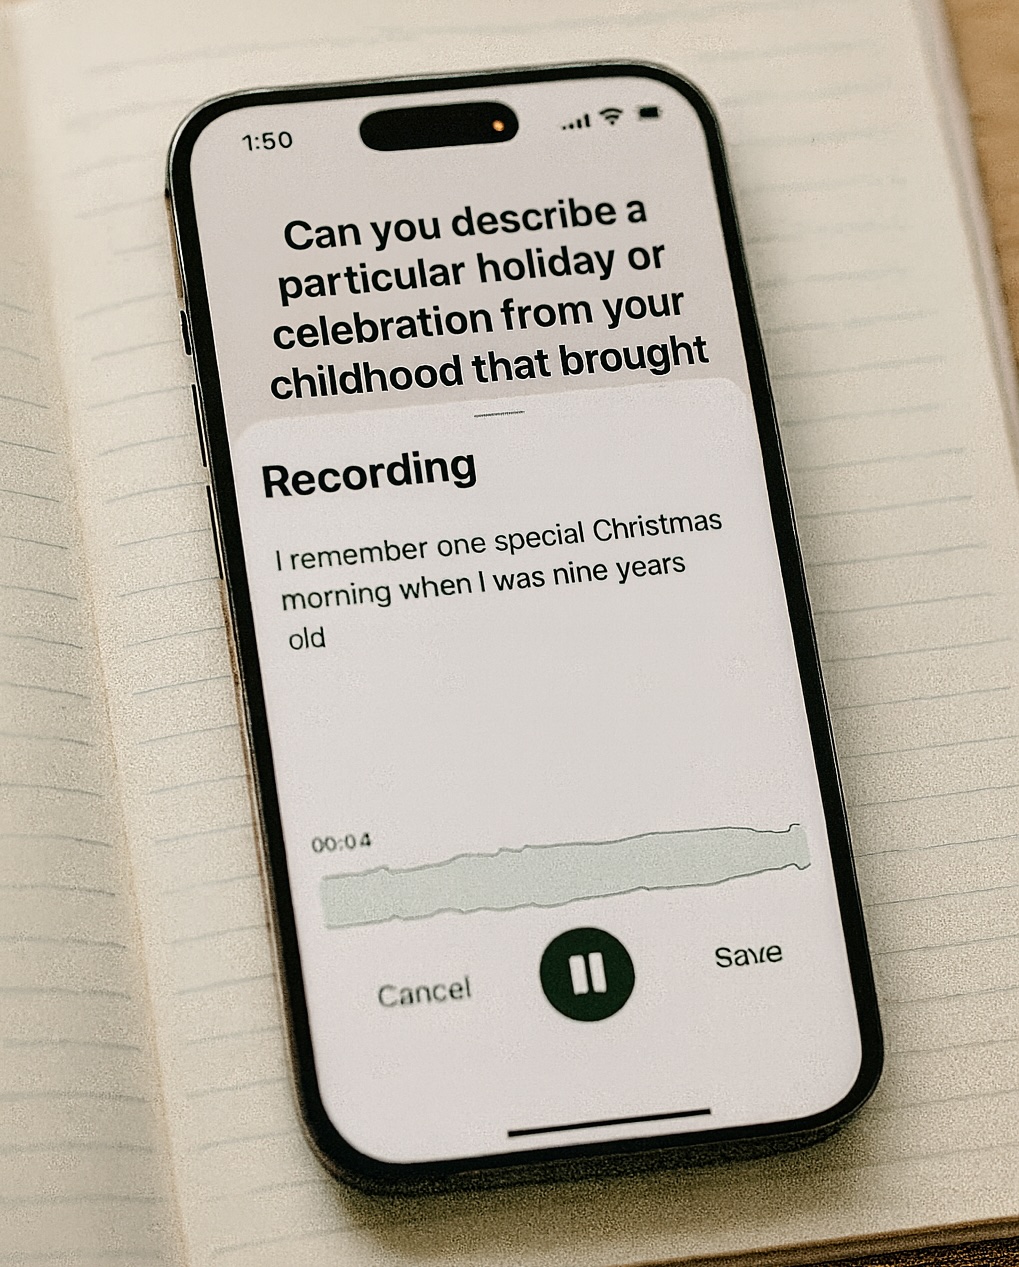 1:50
Can you describe a
particular holiday or
celebration from your
childhood that brought
Recording
I remember one special Christmas
morning when I was nine years
old
00:04
Cancel
Save